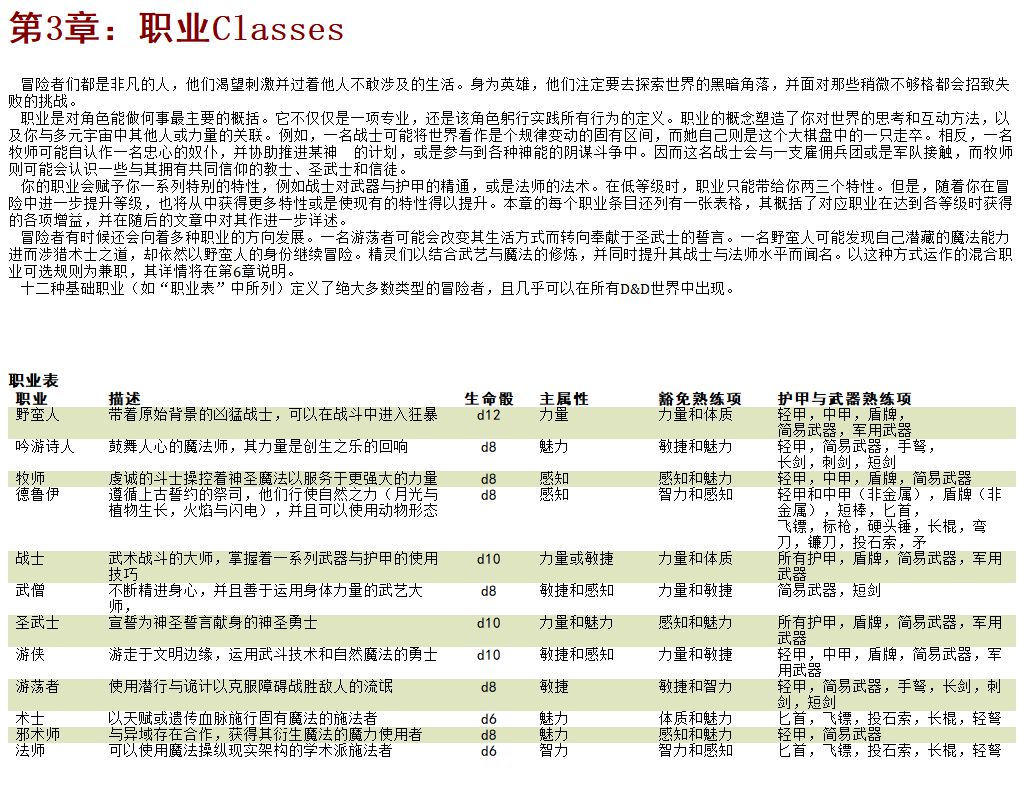 第3章：职业Classes
冒险者们都是非凡的人，他们渴望刺激并过着他人不敢涉及的生活。身为英雄，他们注定要去探索世界的黑暗角落，并面对那些稍微不够格都会招致失
败的挑战。
职业是对角色能做何事最主要的概括。它不仅仅是一项专业，还是该角色躬行实践所有行为的定义。职业的概念塑造了你对世界的思考和互动方法，以
及你与多元宇宙中其他人或力量的关联。例如，一名战士可能将世界看作是个规律变动的固有区间，而她自己则是这个大棋盘中的一只走卒。相反，一名
牧师可能自认作一名忠心的奴仆，并协助推进某神 的计划，或是参与到各种神能的阴谋斗争中。因而这名战士会与一支雇佣兵团或是军队接触，而牧师
则可能会认识一些与其拥有共同信仰的教士、圣武士和信徒。
你的职业会赋予你一系列特别的特性，例如战士对武器与护甲的精通，或是法师的法术。在低等级时，职业只能带给你两三个特性。但是，随着你在冒
险中进一步提升等级，也将从中获得更多特性或是使现有的特性得以提升。本章的每个职业条目还列有一张表格，其概括了对应职业在达到各等级时获得
的各项增益，并在随后的文章中对其作进一步详述。
冒险者有时候还会向着多种职业的方向发展。一名游荡者可能会改变其生活方式而转向奉献于圣武士的誓言。一名野蛮人可能发现自己潜藏的魔法能力
进而涉猎术士之道，却依然以野蛮人的身份继续冒险。精灵们以结合武艺与魔法的修炼，并同时提升其战士与法师水平而闻名。以这种方式运作的混合职
业可选规则为兼职，其详情将在第6章说明。
十二种基础职业（如“职业表”中所列）定义了绝大多数类型的冒险者，且几乎可以在所有D&D世界中出现。
职业表
职业 描述 生命骰 主属性 豁免熟练项 护甲与武器熟练项
野蛮人 带着原始背景的凶猛战士，可以在战斗中进入狂暴 d12 力量 力量和体质 轻甲，中甲，盾牌，
简易武器，军用武器
吟游诗人 鼓舞人心的魔法师，其力量是创生之乐的回响 d8 魅力 敏捷和魅力 轻甲，简易武器，手弩，
长剑，刺剑，短剑
牧师 虔诚的斗士操控着神圣魔法以服务于更强大的力量 d8 感知 感知和魅力 轻甲，中甲，盾牌，简易武器
德鲁伊 遵循上古誓约的祭司，他们行使自然之力（月光与 d8 感知 智力和感知 轻甲和中甲（非金属），盾牌（非
植物生长，火焰与闪电），并且可以使用动物形态 金属），短棒，匕首，
飞镖，标枪，硬头锤，长棍，弯
刀，镰刀，投石索，矛
战士 武术战斗的大师，掌握着一系列武器与护甲的使用 d10 力量或敏捷 力量和体质 所有护甲，盾牌，简易武器，军用
技巧 武器
武僧 不断精进身心，并且善于运用身体力量的武艺大 d8 敏捷和感知 力量和敏捷 简易武器，短剑
师，
圣武士 宣誓为神圣誓言献身的神圣勇士 d10 力量和魅力 感知和魅力 所有护甲，盾牌，简易武器，军用
武器
游侠 游走于文明边缘，运用武斗技术和自然魔法的勇士 d10 敏捷和感知 力量和敏捷 轻甲，中甲，盾牌，简易武器，军
用武器
游荡者 使用潜行与诡计以克服障碍战胜敌人的流氓 d8 敏捷 敏捷和智力 轻甲，简易武器，手弩，长剑，刺
剑，短剑
术士 以天赋或遗传血脉施行固有魔法的施法者 d6 魅力 体质和魅力 匕首，飞镖，投石索，长棍，轻弩
邪术师 与异域存在合作，获得其衍生魔法的魔力使用者 d8 魅力 感知和魅力 轻甲，简易武器
法师 可以使用魔法操纵现实架构的学术派施法者 d6 智力 智力和感知 匕首，飞镖，投石索，长棍，轻弩